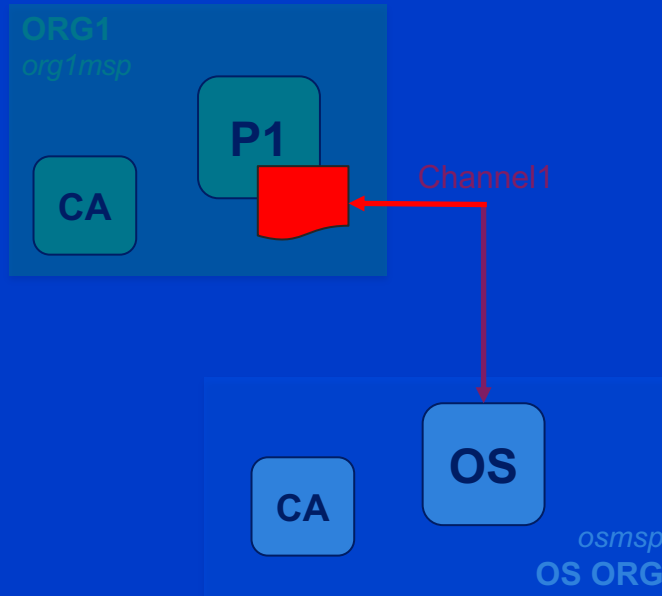 ORG1
org1msp
P1
CA
Channel1
OS
CA
osmsp
OS ORG